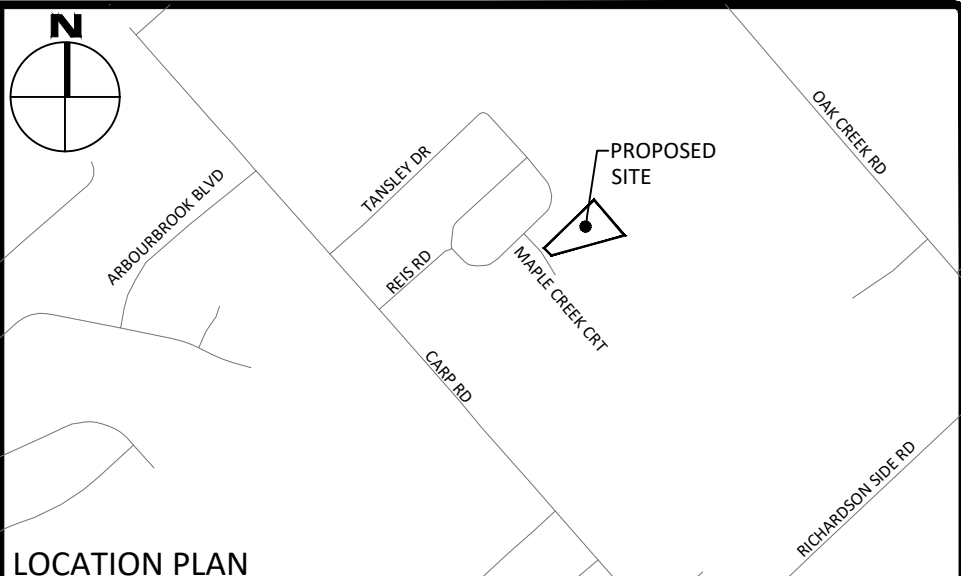 N
OAK CREEK RD
PROPOSED
SITE
TANSLEY DR
ARBOURBROOK BLVD
REIS RD
MAPLE CREEK CRT
CARP RD
RICHARDSON SIDE RD
LOCATION PLAN